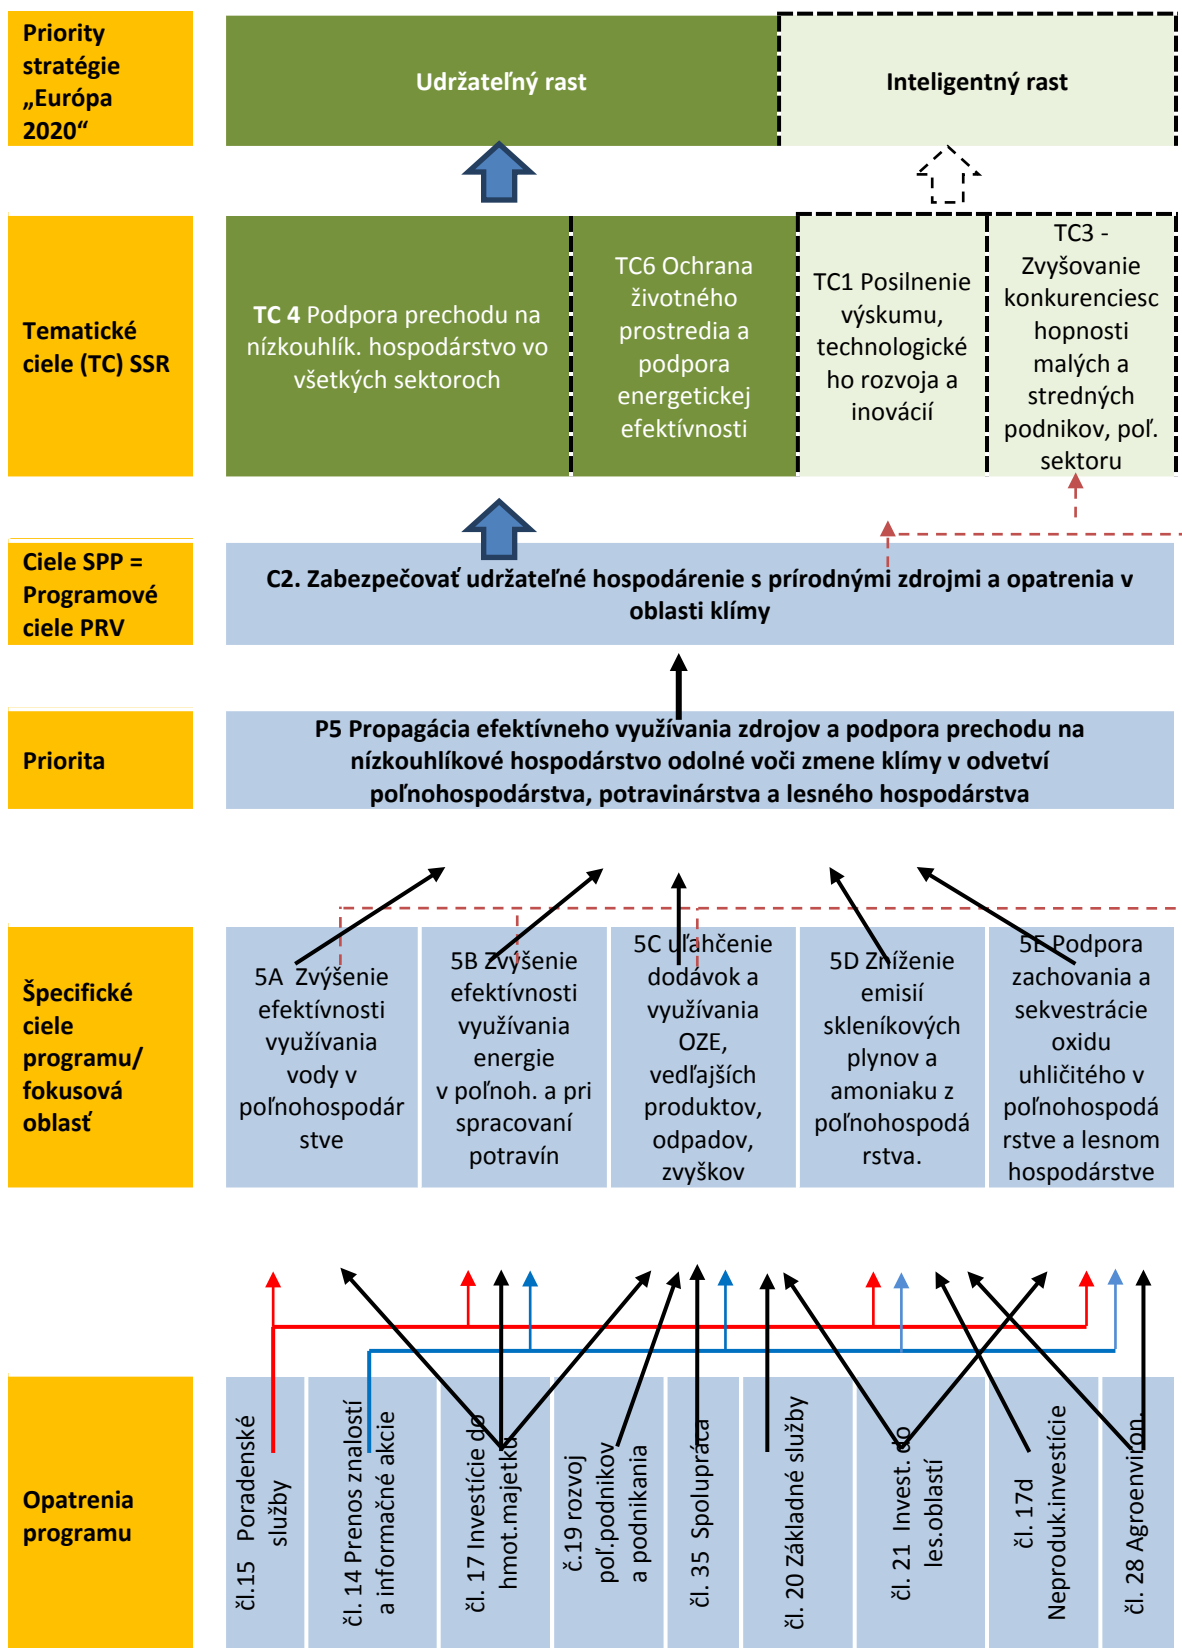 Priority
stratégie
„Európa
2020“
Udržateľný rast
Inteligentný rast
Tematické
ciele (TC) SSR
TC 4 Podpora prechodu na
nízkouhlík. hospodárstvo vo
všetkých sektoroch
TC6 Ochrana
životného
prostredia a
podpora
energetickej
efektívnosti
TC1 Posilnenie
výskumu,
technologické
ho rozvoja a
inovácií
TC3 -
Zvyšovanie
konkurenciesc
hopnosti
malých a
stredných
podnikov, poľ.
sektoru
Ciele SPP =
Programové
ciele PRV
C2. Zabezpečovať udržateľné hospodárenie s prírodnými zdrojmi a opatrenia v
oblasti klímy
Priorita
P5 Propagácia efektívneho využívania zdrojov a podpora prechodu na
nízkouhlíkové hospodárstvo odolné voči zmene klímy v odvetví
poľnohospodárstva, potravinárstva a lesného hospodárstva
Špecifické
ciele
programu/
fokusová
oblasť
5A Zvýšenie
efektívnosti
využívania
vody v
poľnohospodár
stve
5B Zvýšenie
efektívnosti
využívania
energie
v poľnoh. a pri
spracovaní
potravín
5C uľahčenie
dodávok a
využívania
OZE,
vedľajších
produktov,
odpadov,
zvyškov
5D Zníženie
emisií
skleníkových
plynov a
amoniaku z
poľnohospodá
rstva.
5E Podpora
zachovania a
sekvestrácie
oxidu
uhličitého v
poľnohospodá
rstve a lesnom
hospodárstve
Opatrenia
programu
čl.15 Poradenské
služby
čl. 14 Prenos znalostí
a informačné akcie
čl. 17 Investície do
hmot.majetku
č.19 rozvoj
poľ.podnikov
a podnikania
čl. 35 Spolupráca
čl. 20 Základné služby
čl. 21 Invest. do
les.oblastí
čl. 17d
Neproduk.investície
čl. 28 Agroenviron.